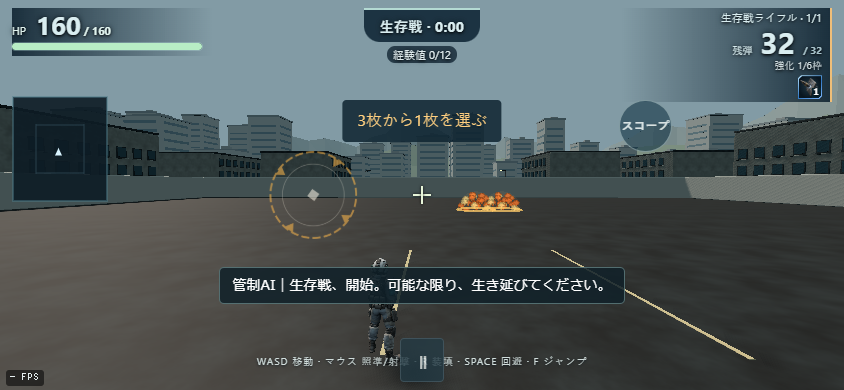 HP 160 / 160
生存戦・0:00
経験値 0/12
生存戦ライフル・1/1
残弾 32 / 32
強化 1/6枠
1
3枚から1枚を選ぶ
スコープ
管制AI｜生存戦、開始。可能な限り、生き延びてください。
WASD 移動・マウス 照準/射撃・装填・SPACE 回避・F ジャンプ
— FPS